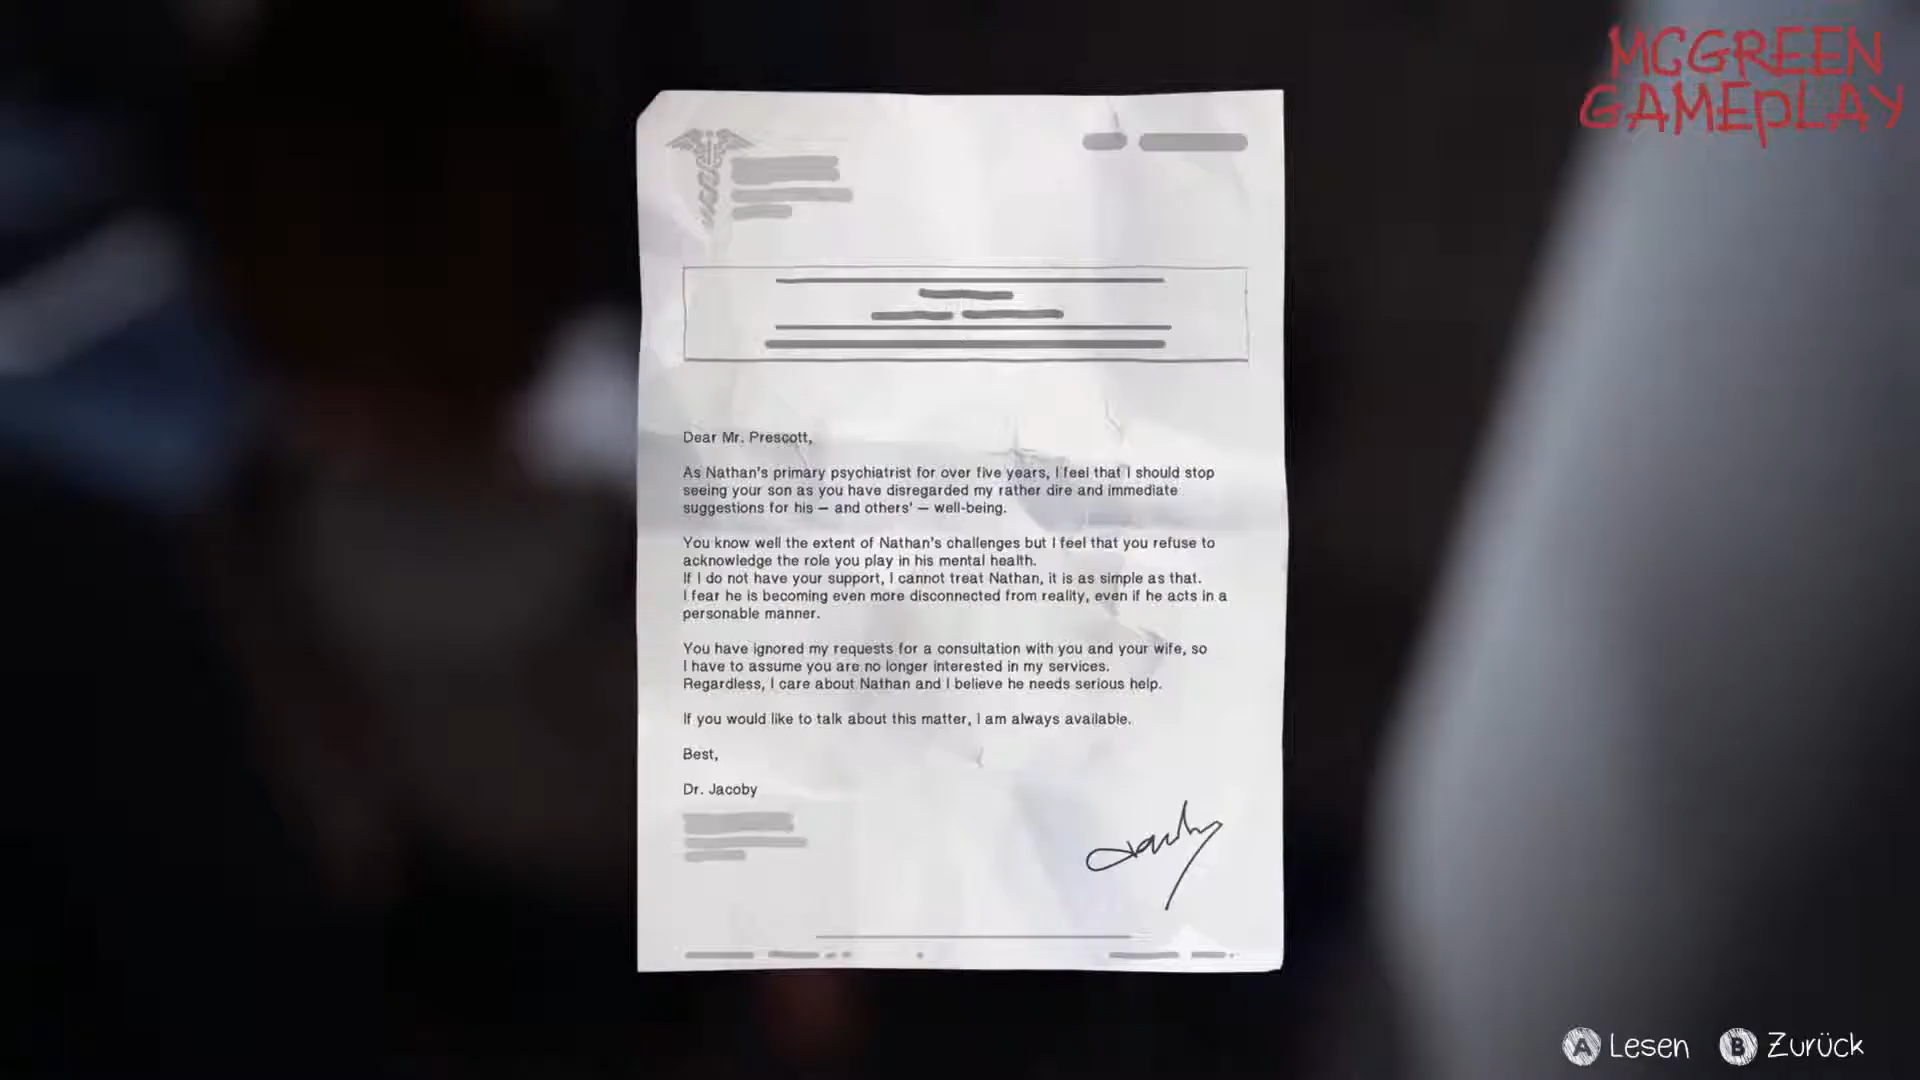 MCGREEN
GAMEPLAY
Dear Mr. Prescott,
As Nathan's primary psychiatrist for over five years, I feel that I should stop
seeing your son as you have disregarded my rather dire and immediate
suggestions for his – and others' – well-being.
You know well the extent of Nathan's challenges but I feel that you refuse to
acknowledge the role you play in his mental health.
If I do not have your support, I cannot treat Nathan, it is as simple as that.
I fear he is becoming even more disconnected from reality, even if he acts in a
personable manner.
You have ignored my requests for a consultation with you and your wife, so
I have to assume you are no longer interested in my services.
Regardless, I care about Nathan and I believe he needs serious help.
If you would like to talk about this matter, I am always available.
Best,
Dr. Jacoby
A Lesen B Zurück